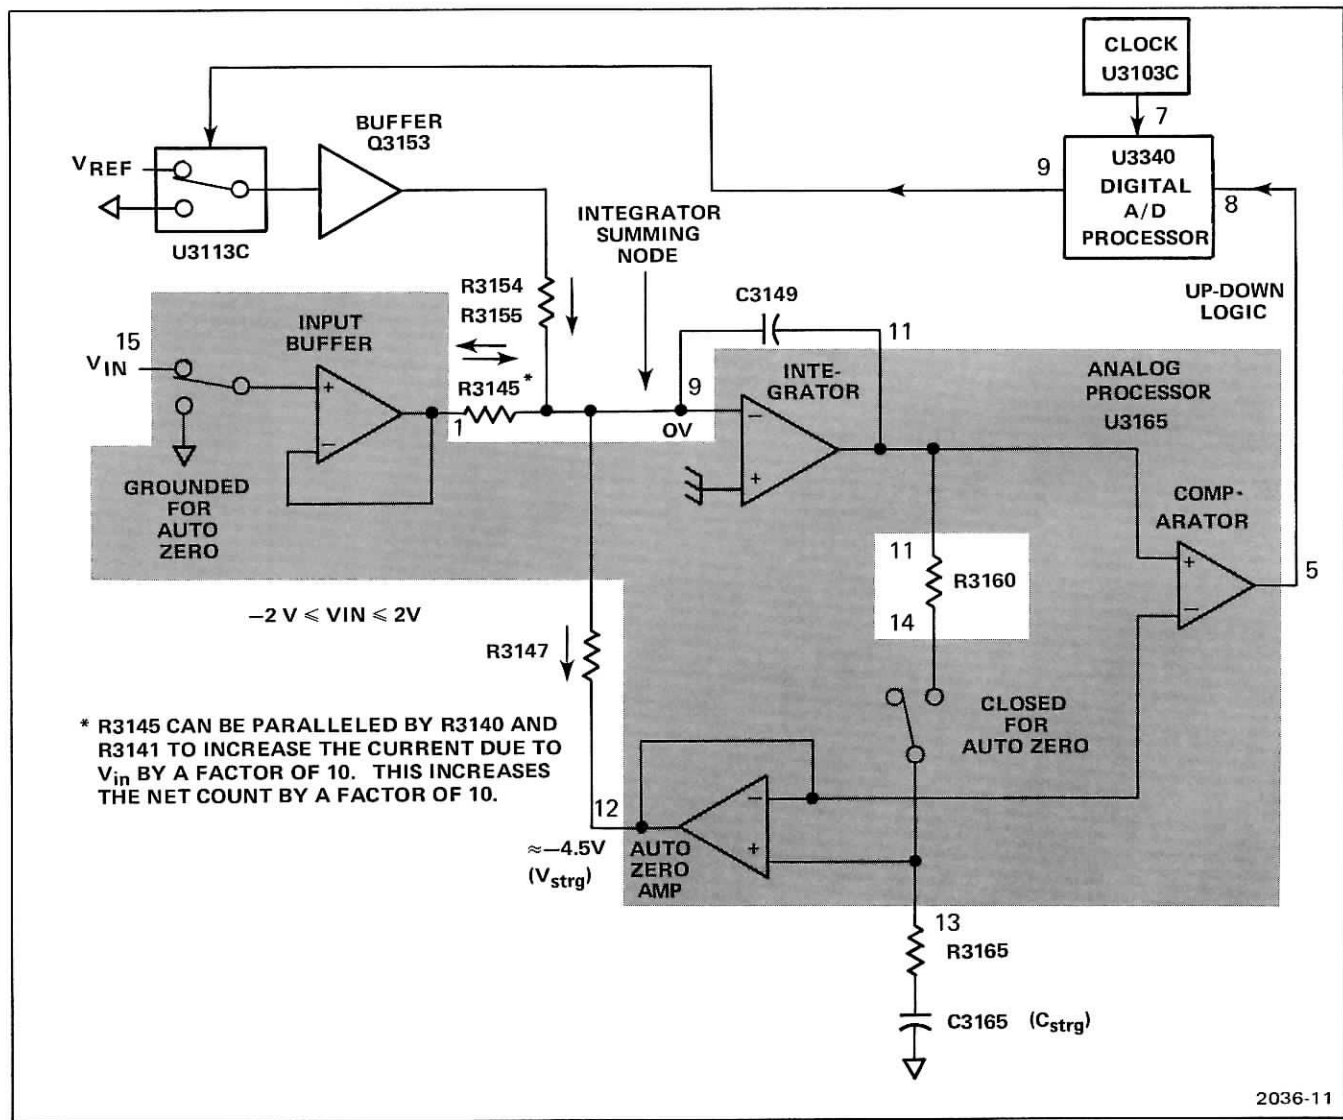 CLOCK
U3103C
7
BUFFER
Q3153
VREF
U3113C
9
U3340
DIGITAL
A/D
PROCESSOR
8
INTEGRATOR
SUMMING
NODE
R3154
R3155
C3149
11
UP-DOWN
LOGIC
15
VIN
INPUT
BUFFER
+
−
R3145*
1
9
0V
INTE-
GRATOR
−
+
ANALOG
PROCESSOR
U3165
GROUNDED
FOR
AUTO
ZERO
COMP-
ARATOR
+
−
5
11
R3160
14
−2 V ≤ VIN ≤ 2V
R3147
CLOSED
FOR
AUTO ZERO
* R3145 CAN BE PARALLELED BY R3140 AND
R3141 TO INCREASE THE CURRENT DUE TO
Vin BY A FACTOR OF 10. THIS INCREASES
THE NET COUNT BY A FACTOR OF 10.
12
≈−4.5V
(Vstrg)
AUTO
ZERO
AMP
−
+
13
R3165
C3165 (Cstrg)
2036-11